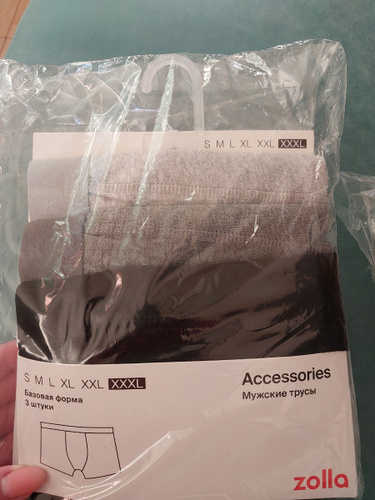 S M L XL XXL XXXL
S M L XL XXL XXXL
Базовая форма
3 штуки
Accessories
Мужские трусы
zolla